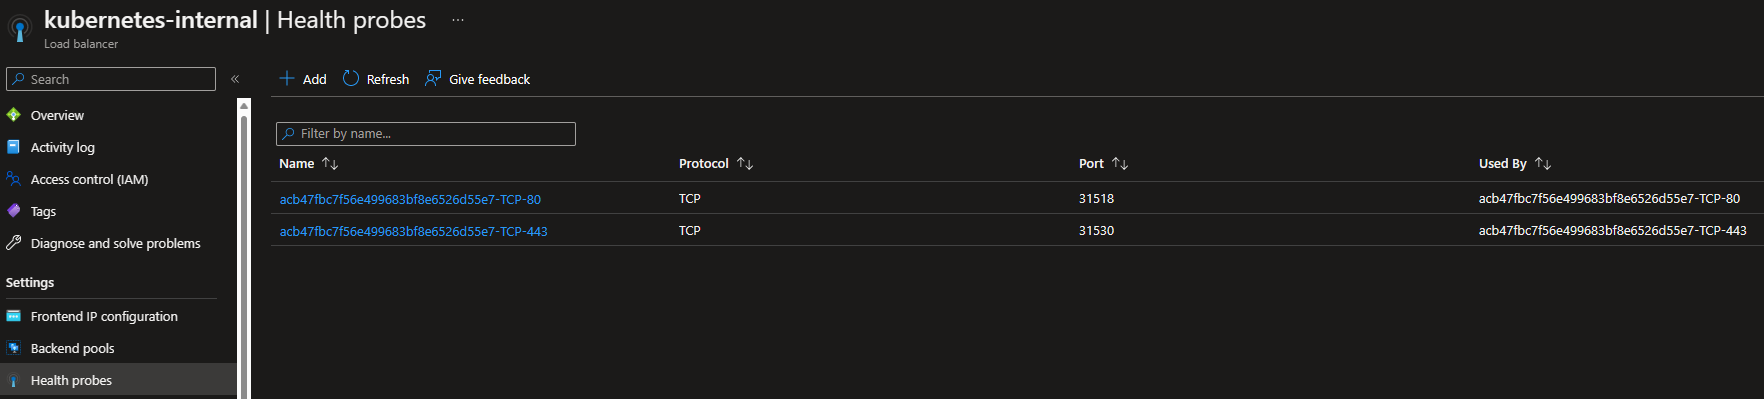 kubernetes-internal | Health probes ...
Load balancer
Search
«
Add Refresh Give feedback
Overview
Activity log
Access control (IAM)
Tags
Diagnose and solve problems
Settings
Frontend IP configuration
Backend pools
Health probes
Filter by name...
Name ↑↓ Protocol ↑↓ Port ↑↓ Used By ↑↓
acb47fbc7f56e499683bf8e6526d55e7-TCP-80 TCP 31518 acb47fbc7f56e499683bf8e6526d55e7-TCP-80
acb47fbc7f56e499683bf8e6526d55e7-TCP-443 TCP 31530 acb47fbc7f56e499683bf8e6526d55e7-TCP-443